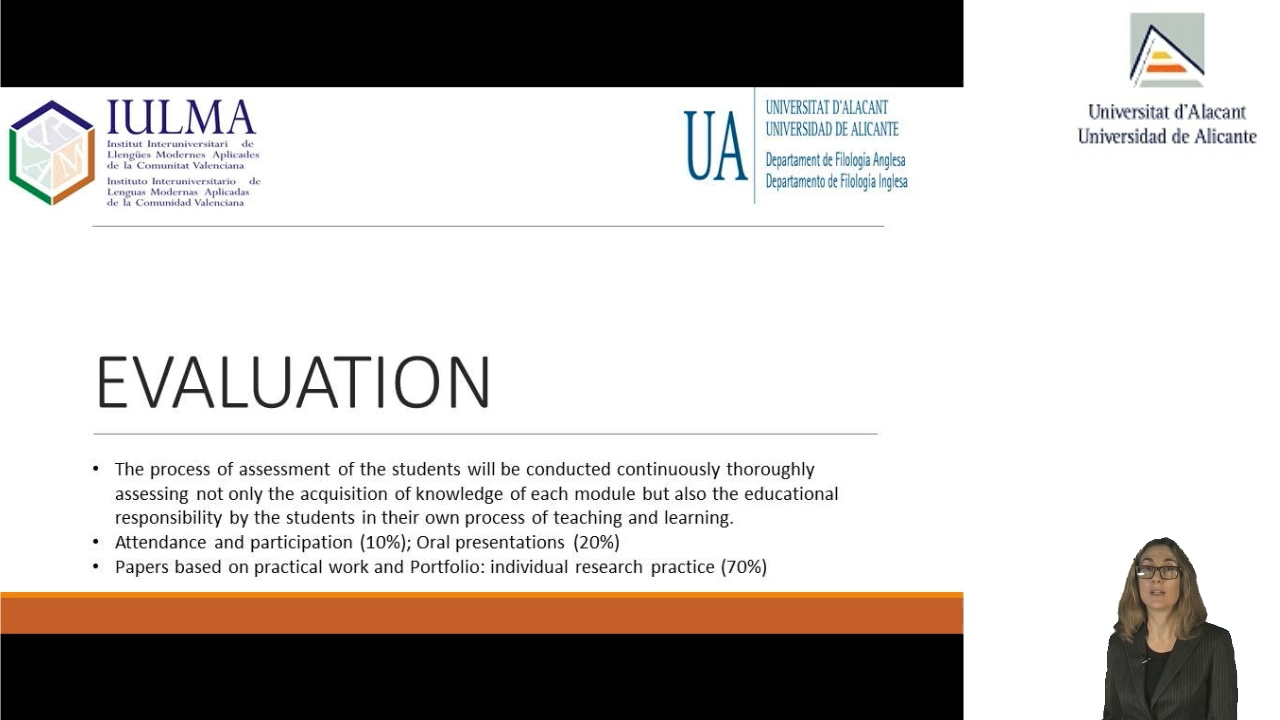 IULMA
Institut Interuniversitari de
Llengües Modernes Aplicades
de la Comunitat Valenciana
Instituto Interuniversitario de
Lenguas Modernas Aplicadas
de la Comunidad Valenciana
UA
UNIVERSITAT D'ALACANT
UNIVERSIDAD DE ALICANTE
Departament de Filologia Anglesa
Departamento de Filología Inglesa
Universitat d'Alacant
Universidad de Alicante
EVALUATION
• The process of assessment of the students will be conducted continuously thoroughly
assessing not only the acquisition of knowledge of each module but also the educational
responsibility by the students in their own process of teaching and learning.
• Attendance and participation (10%); Oral presentations (20%)
• Papers based on practical work and Portfolio: individual research practice (70%)